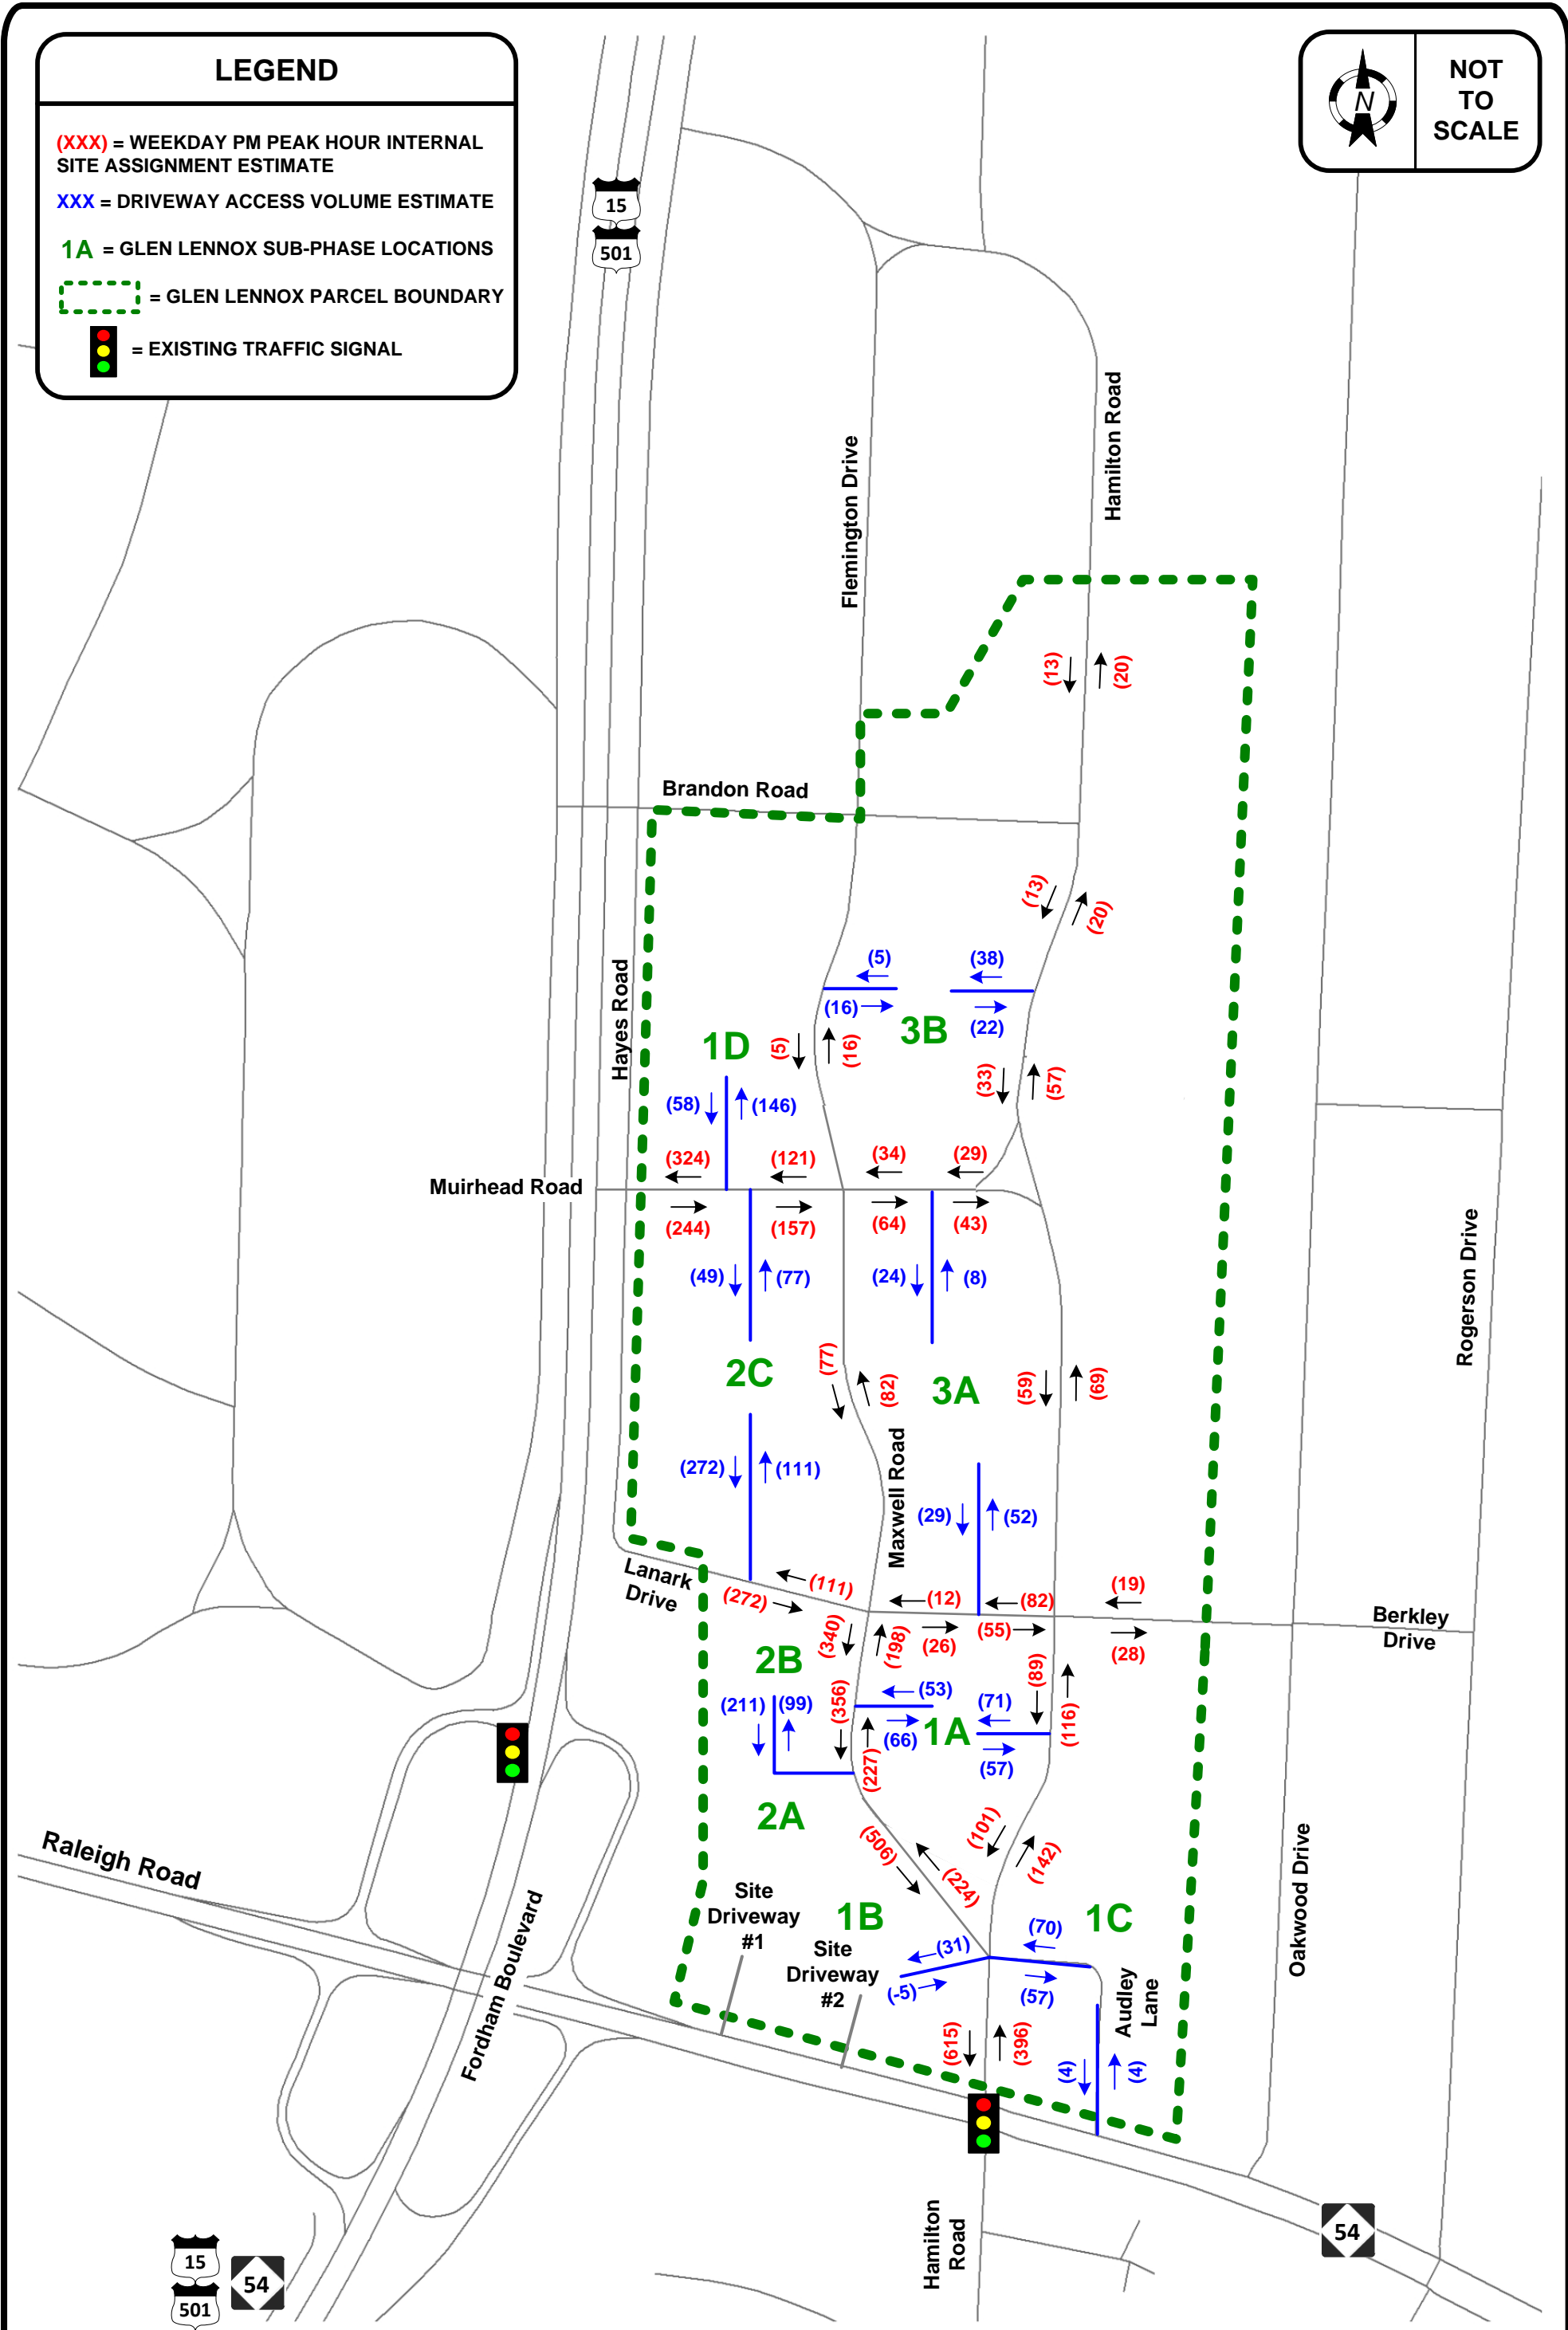 LEGEND
(XXX) = WEEKDAY PM PEAK HOUR INTERNAL
SITE ASSIGNMENT ESTIMATE
XXX = DRIVEWAY ACCESS VOLUME ESTIMATE
1A = GLEN LENNOX SUB-PHASE LOCATIONS
= GLEN LENNOX PARCEL BOUNDARY
= EXISTING TRAFFIC SIGNAL
N
NOT
TO
SCALE
15
501
Flemington Drive
Hamilton Road
(13)
(20)
Brandon Road
(13)
(20)
Hayes Road
(5)
(38)
(16)
(22)
3B
1D
(5)
(16)
(33)
(57)
(58)
(146)
(324)
(121)
(34)
(29)
Muirhead Road
(244)
(157)
(64)
(43)
(49)
(77)
(24)
(8)
Rogerson Drive
2C
(77)
(82)
3A
(59)
(69)
(272)
(111)
Maxwell Road
(29)
(52)
Lanark
Drive
(111)
(272)
(12)
(82)
(19)
(340)
(198)
(26)
(55)
(28)
Berkley
Drive
2B
(211)
(99)
(356)
(227)
(53)
(66)
1A
(71)
(57)
(89)
(116)
2A
(506)
(224)
(101)
(142)
Raleigh Road
Fordham Boulevard
Oakwood Drive
Site
Driveway
#1
1B
Site
Driveway
#2
1C
(31)
(-5)
(70)
(57)
Audley
Lane
(615)
(396)
(4)
(4)
Hamilton
Road
54
15
501
54